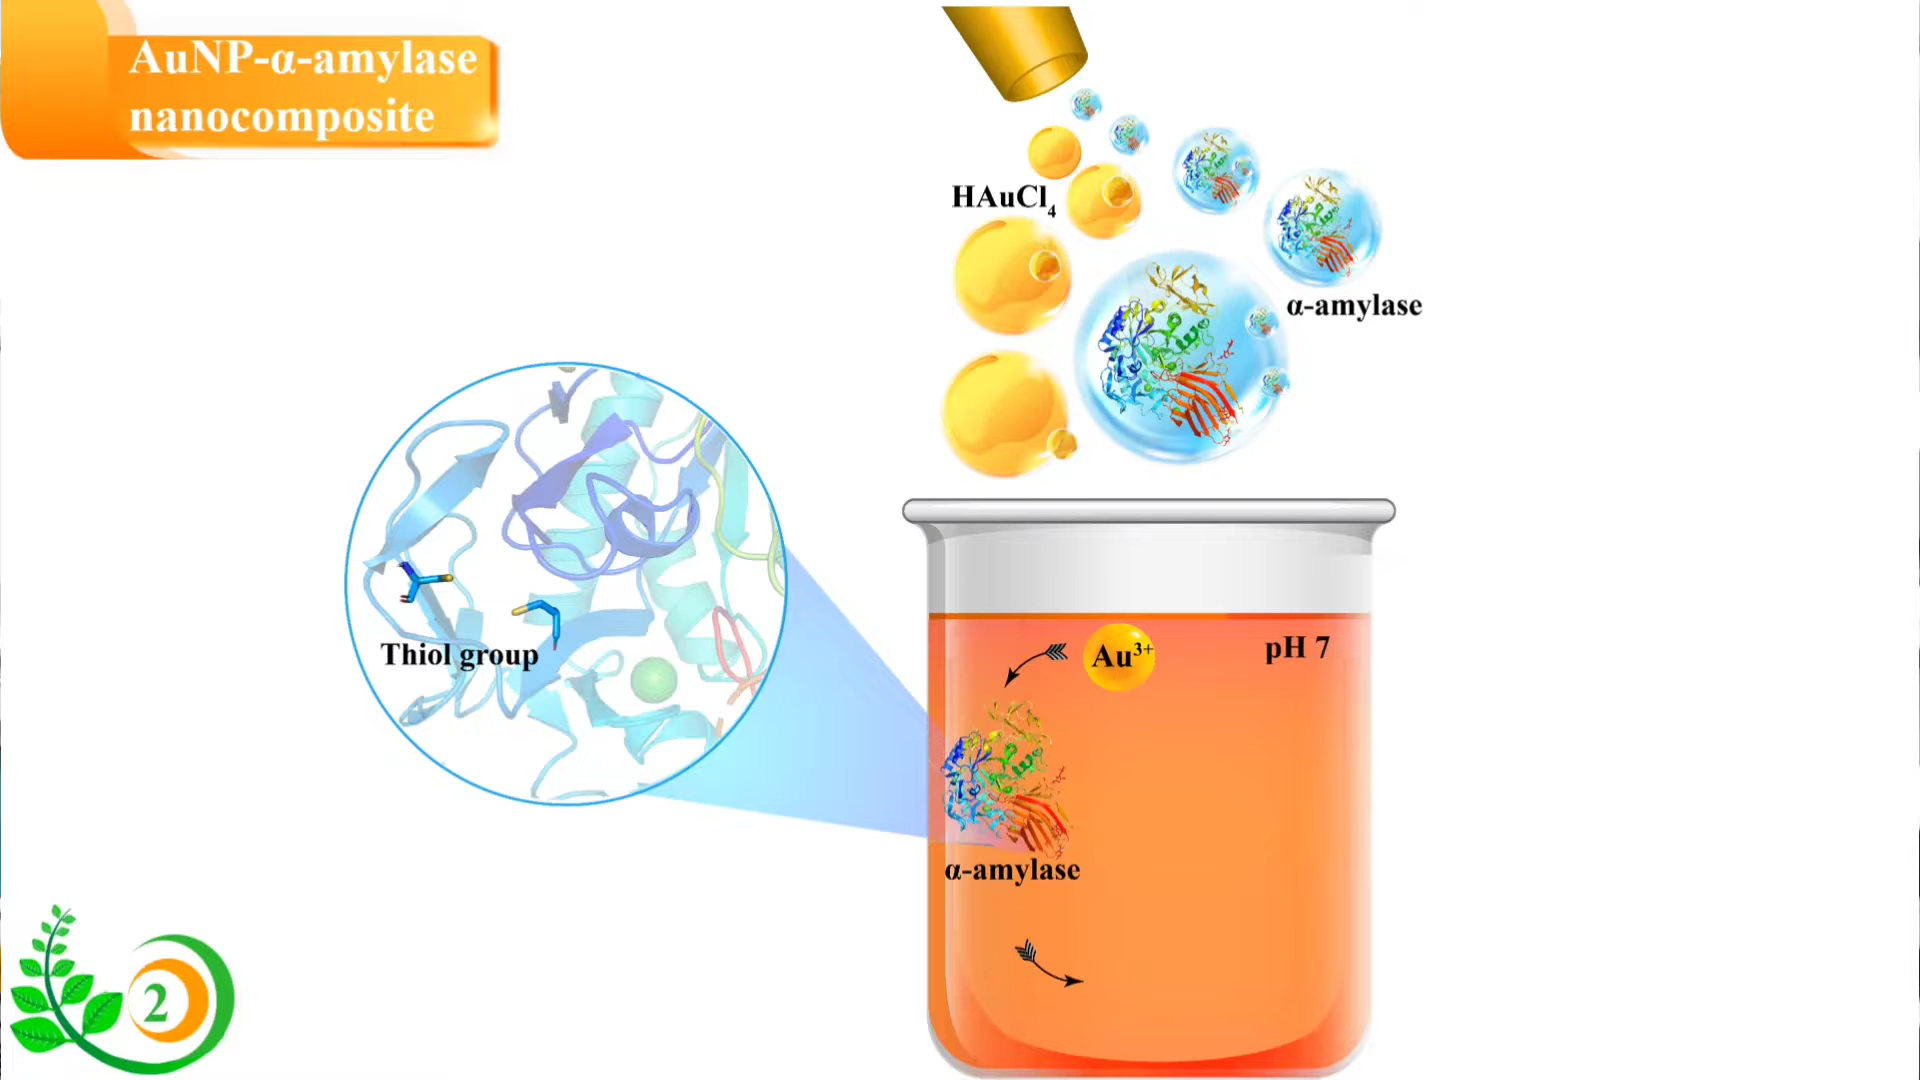 AuNP-α-amylase
nanocomposite
HAuCl₄
α-amylase
Thiol group
Au³⁺
pH 7
α-amylase
2